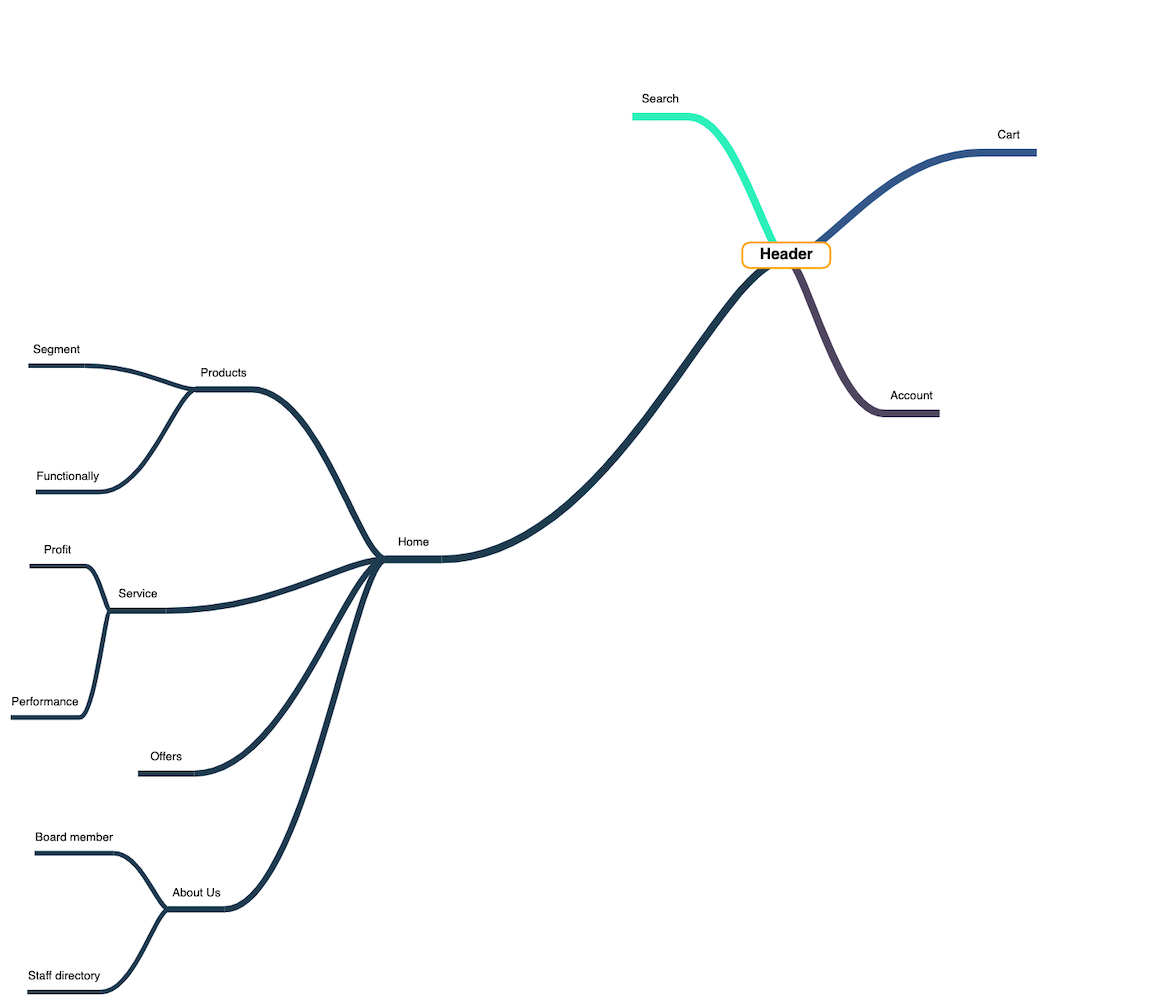 Search
Cart
Header
Segment
Products
Account
Functionally
Home
Profit
Service
Performance
Offers
Board member
About Us
Staff directory